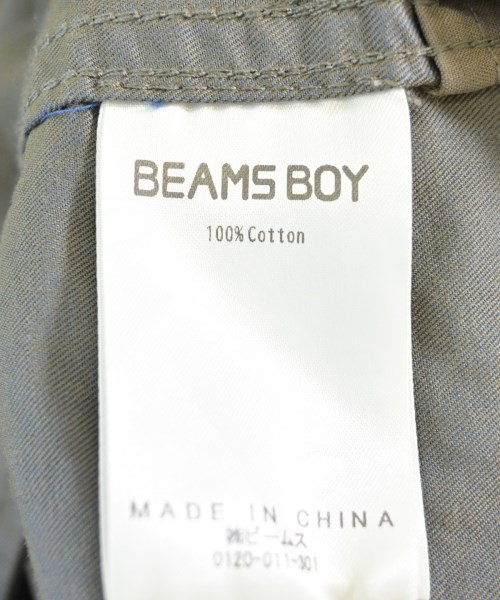 BEAMS BOY
100% Cotton
MADE IN CHINA
㈱ビームス
0120-011-301